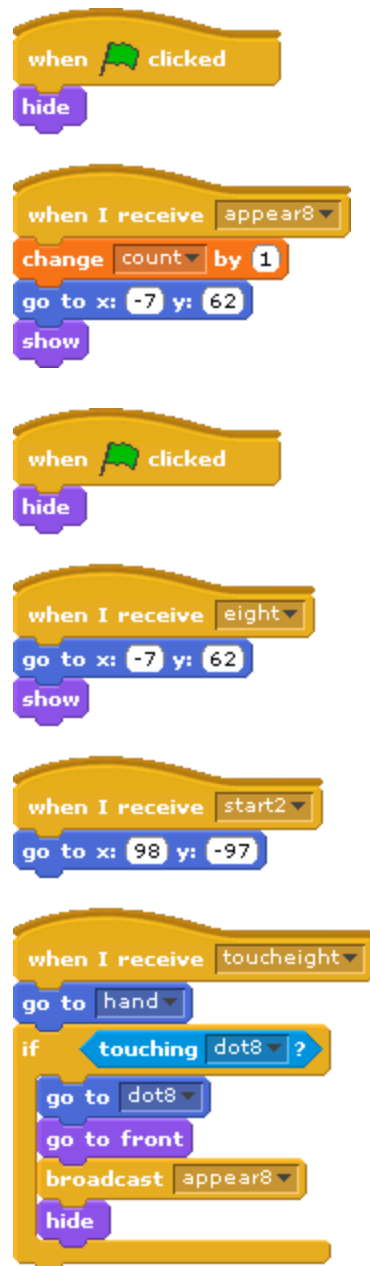 when clicked
hide
when I receive appear8
change count by 1
go to x: -7 y: 62
show
when clicked
hide
when I receive eight
go to x: -7 y: 62
show
when I receive start2
go to x: 98 y: -97
when I receive toucheight
go to hand
if touching dot8 ?
go to dot8
go to front
broadcast appear8
hide